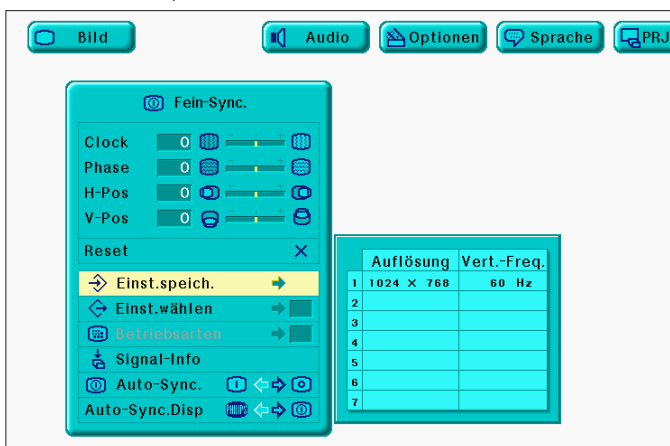 Bild Audio Optionen Sprache PRJ
Fein-Sync.
Clock 0
Phase 0
H-Pos 0
V-Pos 0
Reset
Einst.speich.
Einst.wählen
Betriebsarten
Signal-Info
Auto-Sync.
Auto-Sync.Disp PHILIPS
Auflösung Vert.-Freq.
1 1024 × 768 60 Hz
2
3
4
5
6
7